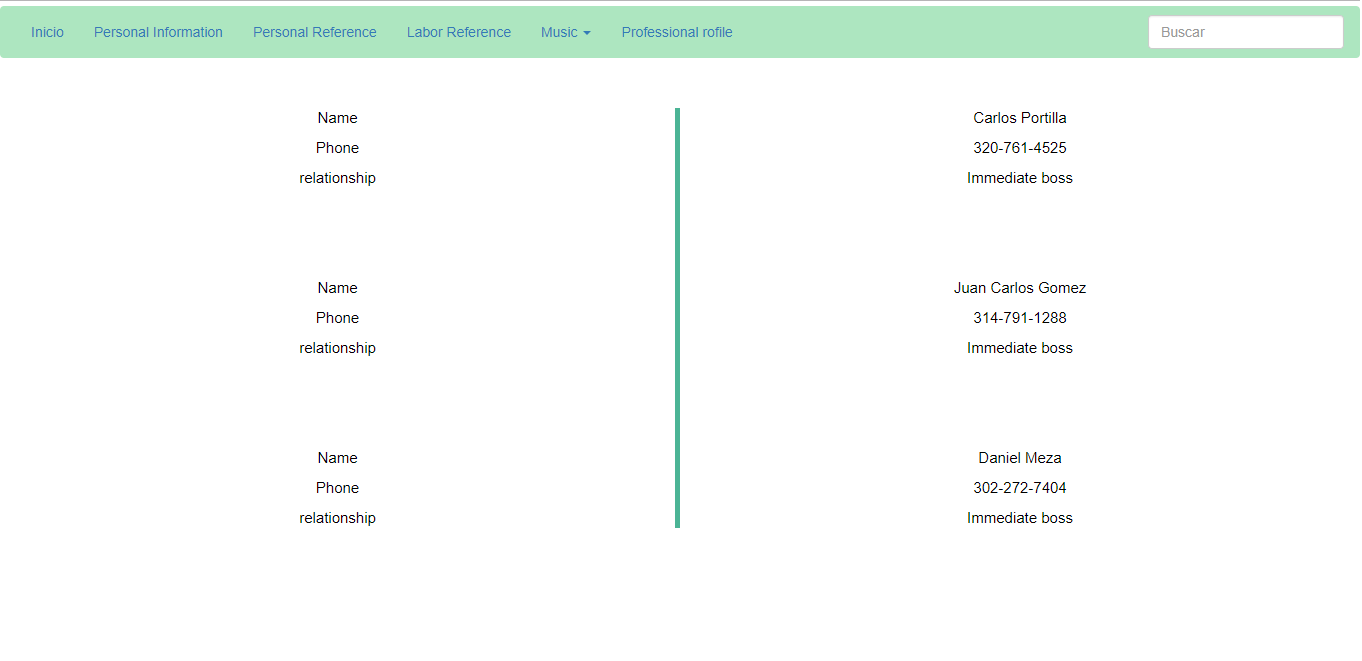 Inicio Personal Information Personal Reference Labor Reference Music Professional rofile Buscar
Name Carlos Portilla
Phone 320-761-4525
relationship Immediate boss
Name Juan Carlos Gomez
Phone 314-791-1288
relationship Immediate boss
Name Daniel Meza
Phone 302-272-7404
relationship Immediate boss